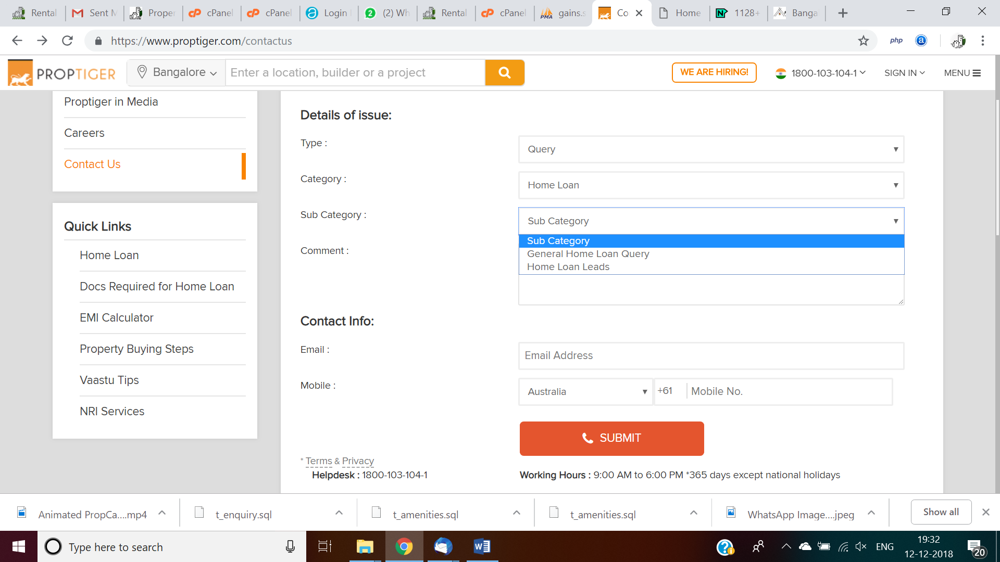 Rental
Sent M
Proper
cPanel
cPanel
Login
(2) Wh
Rental
cPanel
gains.s
Co
Home
1128+
Banga
https://www.proptiger.com/contactus
php
PROPTIGER
Bangalore
Enter a location, builder or a project
WE ARE HIRING!
1800-103-104-1
SIGN IN
MENU
Proptiger in Media
Careers
Contact Us
Quick Links
Home Loan
Docs Required for Home Loan
EMI Calculator
Property Buying Steps
Vaastu Tips
NRI Services
Details of issue:
Type :
Query
Category :
Home Loan
Sub Category :
Sub Category
Sub Category
General Home Loan Query
Home Loan Leads
Comment :
Contact Info:
Email :
Email Address
Mobile :
Australia
+61
Mobile No.
SUBMIT
* Terms & Privacy
Helpdesk : 1800-103-104-1
Working Hours : 9:00 AM to 6:00 PM *365 days except national holidays
Animated PropCa....mp4
t_enquiry.sql
t_amenities.sql
t_amenities.sql
WhatsApp Image....jpeg
Show all
Type here to search
ENG
19:32
12-12-2018
20